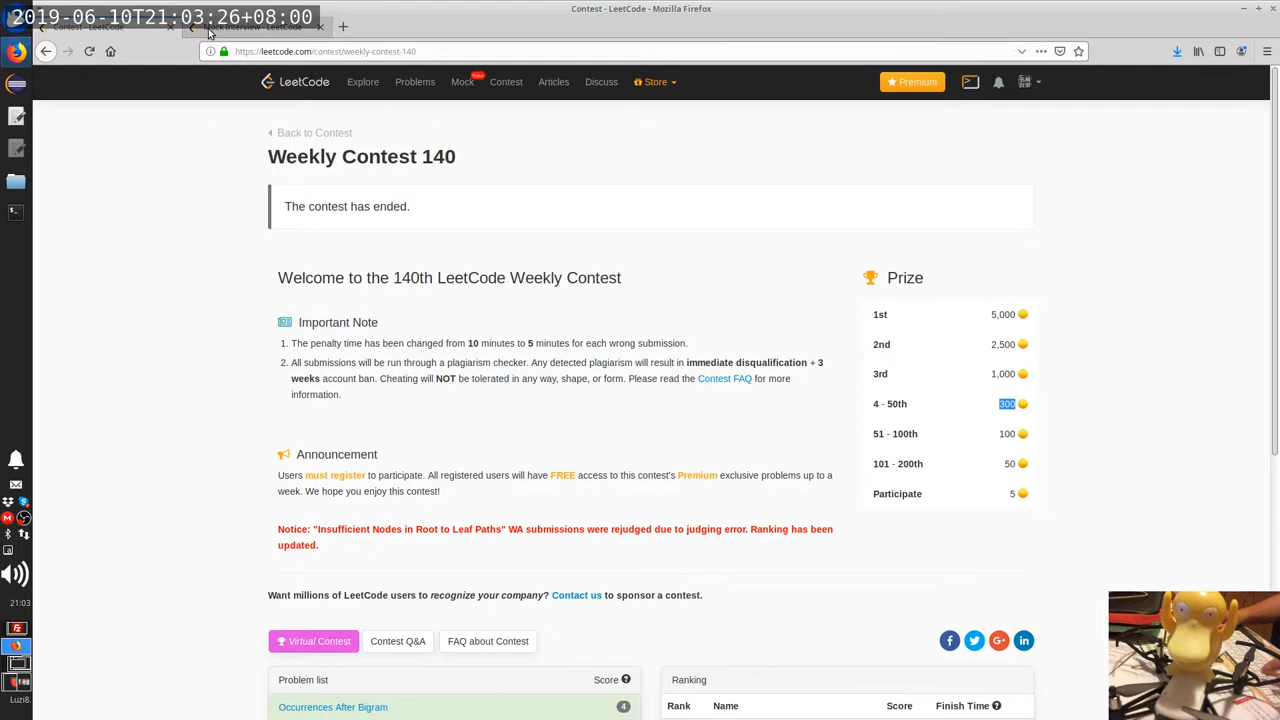 Contest - LeetCode - Mozilla Firefox
2019-06-10T21:03:26+08:00
Contest - LeetCode
Mock Interview - LeetCode
https://leetcode.com/contest/weekly-contest-140
LeetCode
Explore
Problems
Mock
New
Contest
Articles
Discuss
Store
Premium
Back to Contest
Weekly Contest 140
The contest has ended.
Welcome to the 140th LeetCode Weekly Contest
Important Note
1. The penalty time has been changed from 10 minutes to 5 minutes for each wrong submission.
2. All submissions will be run through a plagiarism checker. Any detected plagiarism will result in immediate disqualification + 3
weeks account ban. Cheating will NOT be tolerated in any way, shape, or form. Please read the Contest FAQ for more
information.
Announcement
Users must register to participate. All registered users will have FREE access to this contest's Premium exclusive problems up to a
week. We hope you enjoy this contest!
Notice: "Insufficient Nodes in Root to Leaf Paths" WA submissions were rejudged due to judging error. Ranking has been
updated.
Prize
1st 5,000
2nd 2,500
3rd 1,000
4 - 50th 300
51 - 100th 100
101 - 200th 50
Participate 5
Want millions of LeetCode users to recognize your company? Contact us to sponsor a contest.
Virtual Contest
Contest Q&A
FAQ about Contest
Problem list Score
Occurrences After Bigram 4
Ranking
Rank Name Score Finish Time
21:03
Luzi8